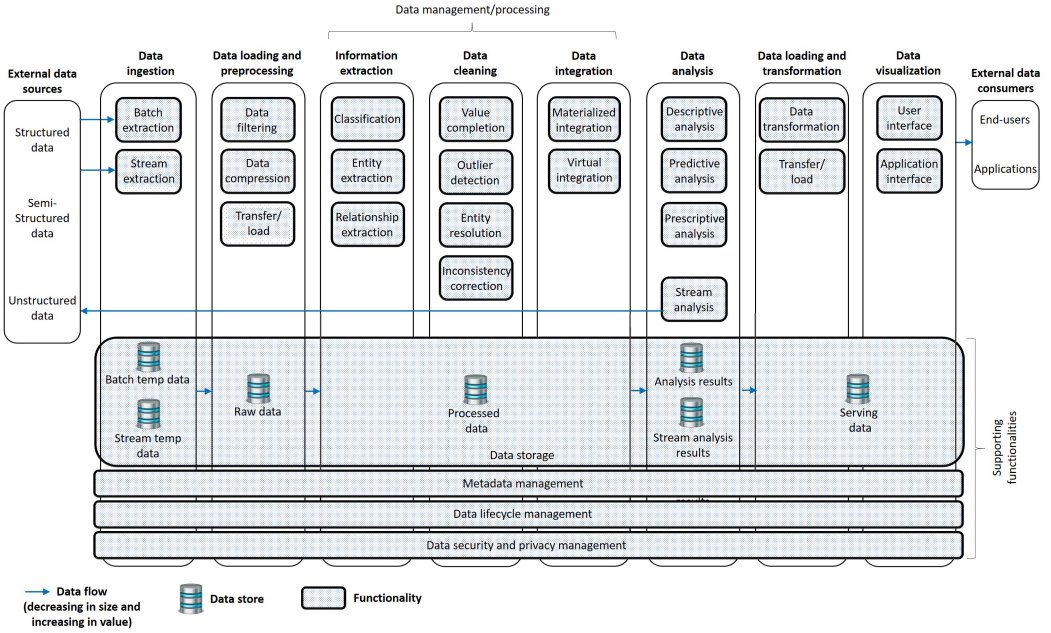 Data management/processing
External data
sources
Structured
data
Semi-
Structured
data
Unstructured
data
Data
ingestion
Batch
extraction
Stream
extraction
Data loading and
preprocessing
Data
filtering
Data
compression
Transfer/
load
Information
extraction
Classification
Entity
extraction
Relationship
extraction
Data
cleaning
Value
completion
Outlier
detection
Entity
resolution
Inconsistency
correction
Data
integration
Materialized
integration
Virtual
integration
Data
analysis
Descriptive
analysis
Predictive
analysis
Prescriptive
analysis
Stream
analysis
Data loading and
transformation
Data
transformation
Transfer/
load
Data
visualization
User
interface
Application
interface
External data
consumers
End-users
Applications
Batch temp data
Stream temp
data
Raw data
Processed
data
Analysis results
Stream analysis
results
Serving
data
Data storage
Metadata management
Data lifecycle management
Data security and privacy management
Supporting
functionalities
Data flow
(decreasing in size and
increasing in value)
Data store
Functionality